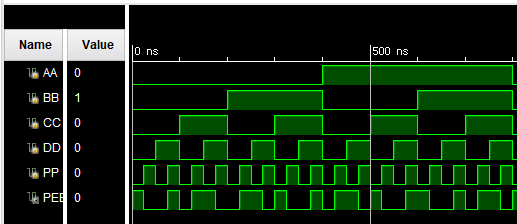 Name Value
0 ns 500 ns
AA 0
BB 1
CC 0
DD 0
PP 0
PEE 0